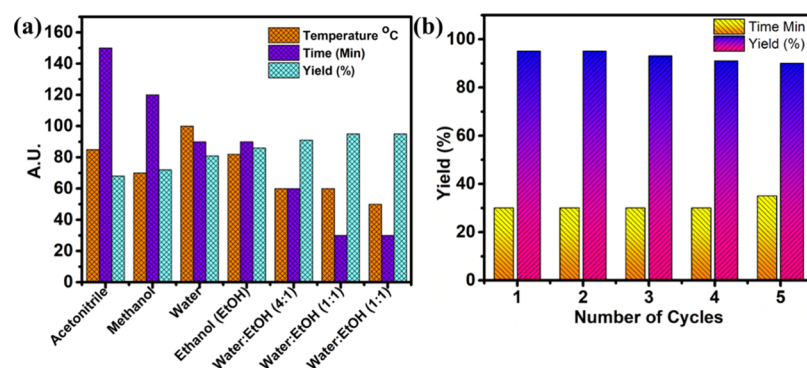 (a)
Temperature °C
Time (Min)
Yield (%)
A.U.
160
140
120
100
80
60
40
20
0
Acetonitrile
Methanol
Water
Ethanol (EtOH)
Water:EtOH (4:1)
Water:EtOH (1:1)
Water:EtOH (1:1)
(b)
Time Min
Yield (%)
Yield (%)
100
80
60
40
20
0
1 2 3 4 5
Number of Cycles